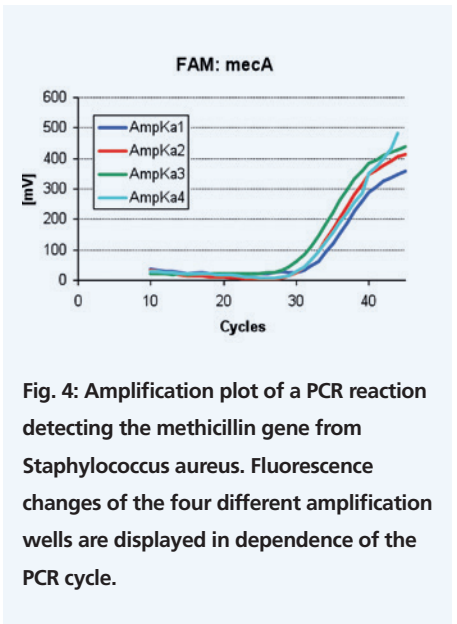 FAM: mecA
600
500
400
300
200
100
0
[mV]
AmpKa1
AmpKa2
AmpKa3
AmpKa4
0 10 20 30 40
Cycles
Fig. 4: Amplification plot of a PCR reaction
detecting the methicillin gene from
Staphylococcus aureus. Fluorescence
changes of the four different amplification
wells are displayed in dependence of the
PCR cycle.